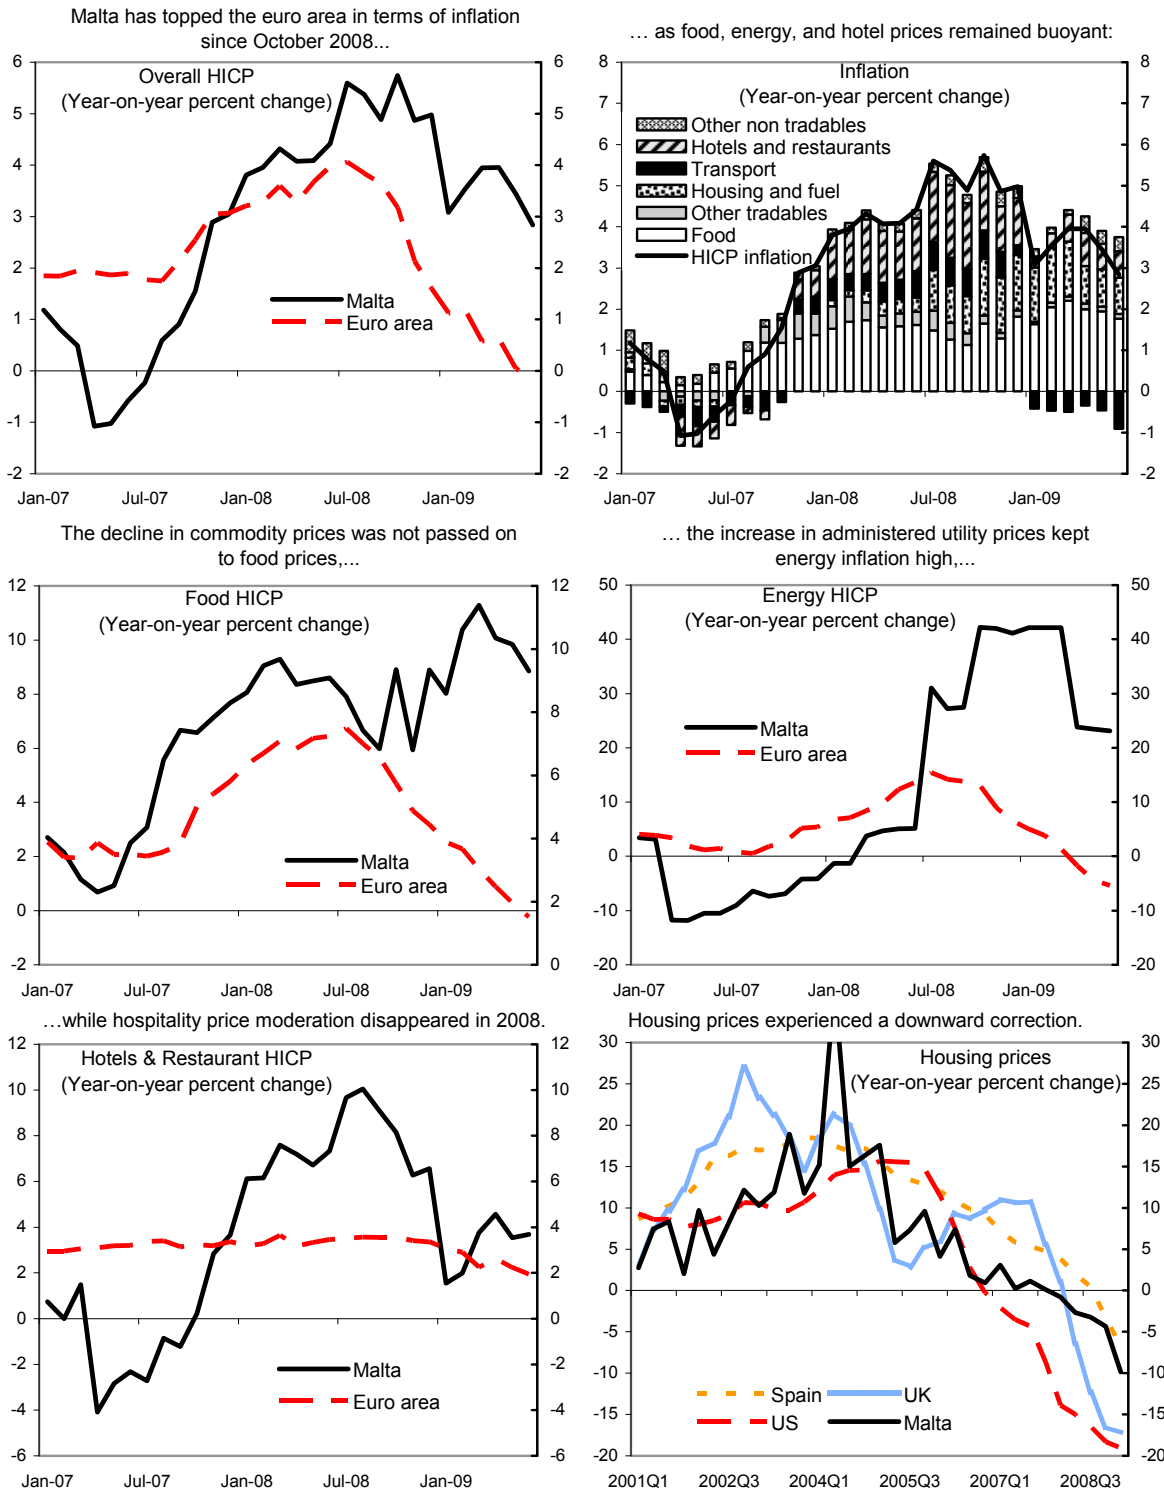 Malta has topped the euro area in terms of inflation
since October 2008...
Overall HICP
(Year-on-year percent change)
6
5
4
3
2
1
0
-1
-2
6
5
4
3
2
1
0
-1
-2
Malta
Euro area
Jan-07
Jul-07
Jan-08
Jul-08
Jan-09
… as food, energy, and hotel prices remained buoyant:
Inflation
(Year-on-year percent change)
8
7
6
5
4
3
2
1
0
-1
-2
8
7
6
5
4
3
2
1
0
-1
-2
Other non tradables
Hotels and restaurants
Transport
Housing and fuel
Other tradables
Food
HICP inflation
Jan-07
Jul-07
Jan-08
Jul-08
Jan-09
The decline in commodity prices was not passed on
to food prices,...
Food HICP
(Year-on-year percent change)
12
10
8
6
4
2
0
-2
12
10
8
6
4
2
0
Malta
Euro area
Jan-07
Jul-07
Jan-08
Jul-08
Jan-09
… the increase in administered utility prices kept
energy inflation high,...
Energy HICP
(Year-on-year percent change)
50
40
30
20
10
0
-10
-20
50
40
30
20
10
0
-10
-20
Malta
Euro area
Jan-07
Jul-07
Jan-08
Jul-08
Jan-09
…while hospitality price moderation disappeared in 2008.
Hotels & Restaurant HICP
(Year-on-year percent change)
12
10
8
6
4
2
0
-2
-4
-6
12
10
8
6
4
2
0
-2
-4
-6
Malta
Euro area
Jan-07
Jul-07
Jan-08
Jul-08
Jan-09
Housing prices experienced a downward correction.
Housing prices
(Year-on-year percent change)
30
25
20
15
10
5
0
-5
-10
-15
-20
30
25
20
15
10
5
0
-5
-10
-15
-20
Spain
UK
US
Malta
2001Q1
2002Q3
2004Q1
2005Q3
2007Q1
2008Q3